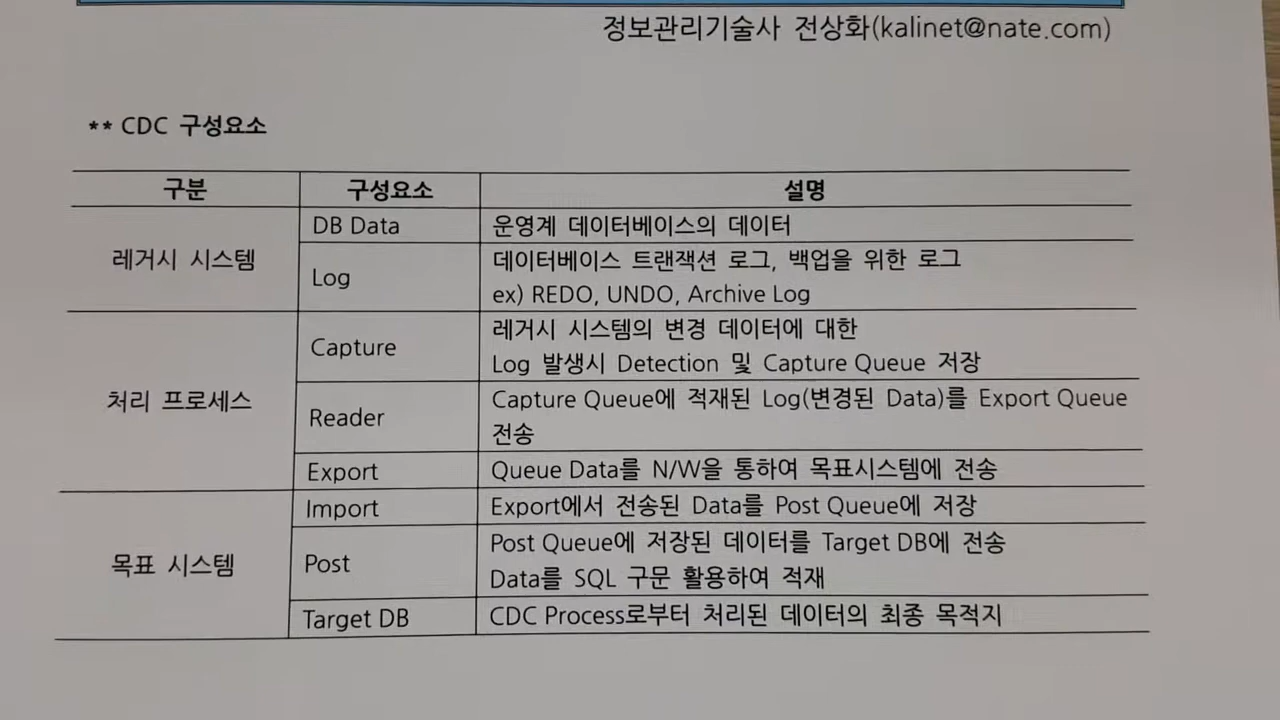 정보관리기술사 전상화(kalinet@nate.com)
** CDC 구성요소
구분 구성요소 설명
레거시 시스템
DB Data 운영계 데이터베이스의 데이터
Log
데이터베이스 트랜잭션 로그, 백업을 위한 로그
ex) REDO, UNDO, Archive Log
처리 프로세스
Capture
레거시 시스템의 변경 데이터에 대한
Log 발생시 Detection 및 Capture Queue 저장
Reader
Capture Queue에 적재된 Log(변경된 Data)를 Export Queue
전송
Export Queue Data를 N/W을 통하여 목표시스템에 전송
목표 시스템
Import Export에서 전송된 Data를 Post Queue에 저장
Post
Post Queue에 저장된 데이터를 Target DB에 전송
Data를 SQL 구문 활용하여 적재
Target DB CDC Process로부터 처리된 데이터의 최종 목적지